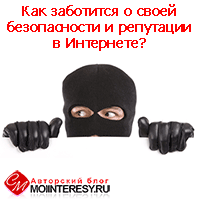 Как заботится о своей
безопасности и репутации
в Интернете?
Авторский блог
MOIINTERESY.RU